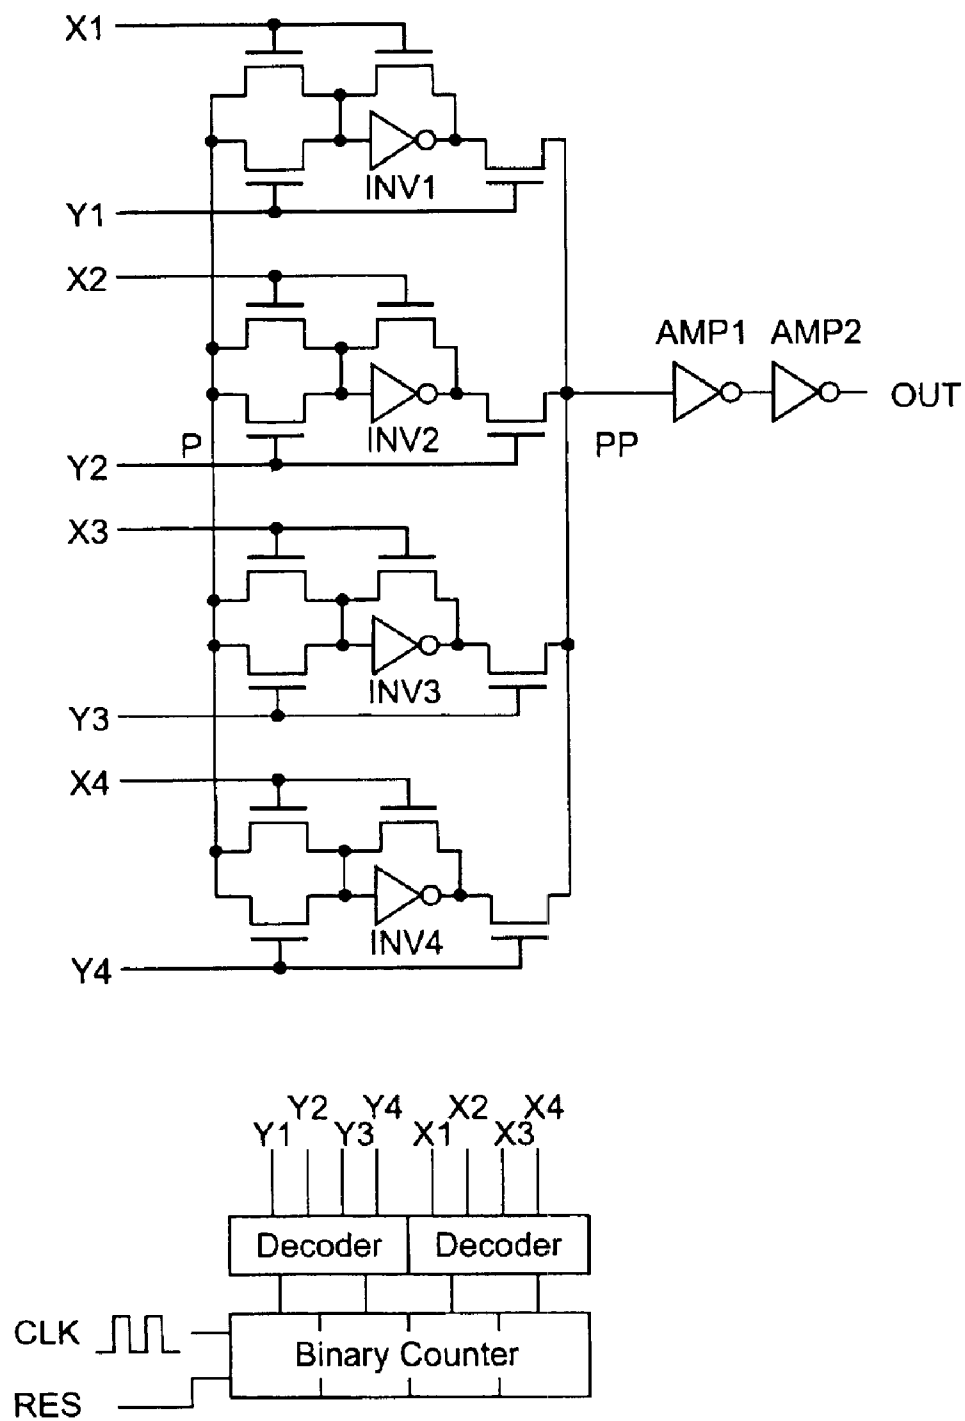 X1
INV1
Y1
X2
AMP1 AMP2
OUT
INV2
P
PP
Y2
X3
INV3
Y3
X4
INV4
Y4
Y2 Y4 X2 X4
Y1 Y3 X1 X3
Decoder Decoder
CLK
Binary Counter
RES